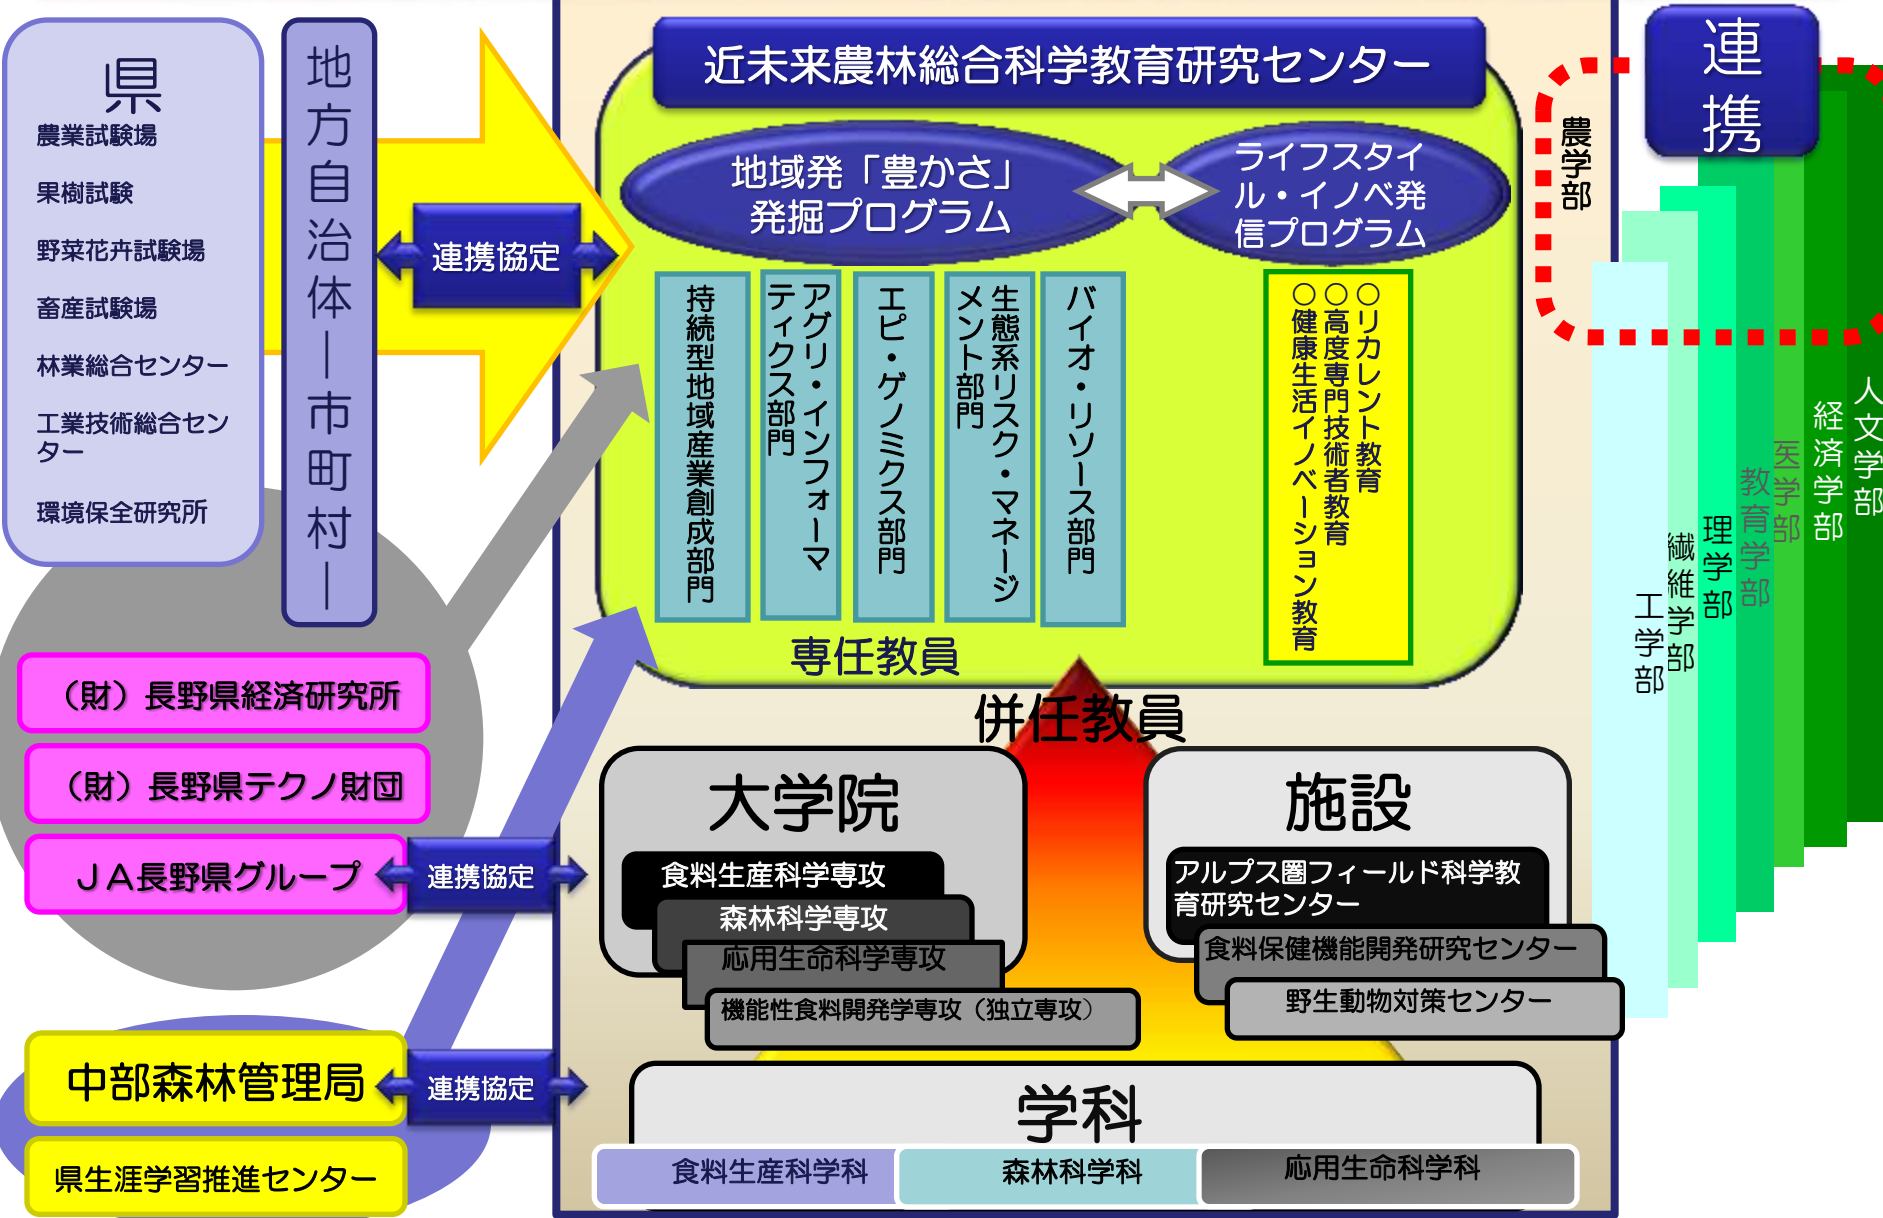 県
農業試験場
果樹試験
野菜花卉試験場
畜産試験場
林業総合センター
工業技術総合セン
ター
環境保全研究所
地方自治体―市町村―
連携協定
近未来農林総合科学教育研究センター
地域発「豊かさ」
発掘プログラム
ライフスタイ
ル・イノベ発
信プログラム
持続型地域産業創成部門
アグリ・インフォーマ
ティクス部門
エピ・ゲノミクス部門
生態系リスク・マネージ
メント部門
バイオ・リソース部門
○リカレント教育
○高度専門技術者教育
○健康生活イノベーション教育
専任教員
併任教員
連携
農学部
人文学部
経済学部
医学部
教育学部
理学部
繊維学部
工学部
（財）長野県経済研究所
（財）長野県テクノ財団
ＪＡ長野県グループ
連携協定
中部森林管理局
連携協定
県生涯学習推進センター
大学院
食料生産科学専攻
森林科学専攻
応用生命科学専攻
機能性食料開発学専攻（独立専攻）
施設
アルプス圏フィールド科学教
育研究センター
食料保健機能開発研究センター
野生動物対策センター
学科
食料生産科学科
森林科学科
応用生命科学科